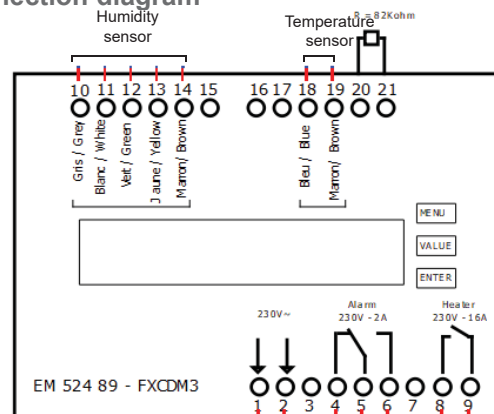 nection diagram
Humidity
sensor
Temperature
sensor
R = 82Kohm
10 11 12 13 14 15 16 17 18 19 20 21
Gris / Grey
Blanc / White
Vert / Green
Jaune / Yellow
Marron/ Brown
Bleu / Blue
Marron/ Brown
MENU
VALUE
ENTER
230V~
Alarm
230V - 2A
Heater
230V - 16A
EM 524 89 - FXCDM3
1 2 3 4 5 6 7 8 9